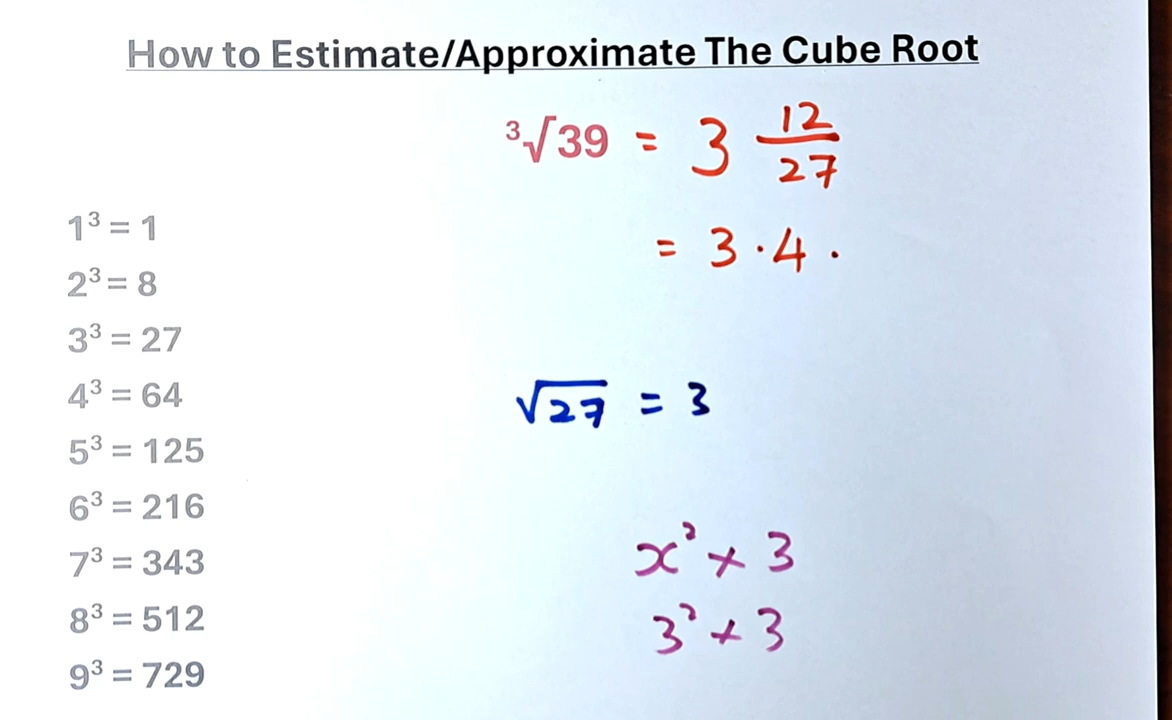 How to Estimate/Approximate The Cube Root
³√39 = 3 12/27
= 3·4·
1³ = 1
2³ = 8
3³ = 27
4³ = 64
5³ = 125
6³ = 216
7³ = 343
8³ = 512
9³ = 729
√27 = 3
x² × 3
3² × 3